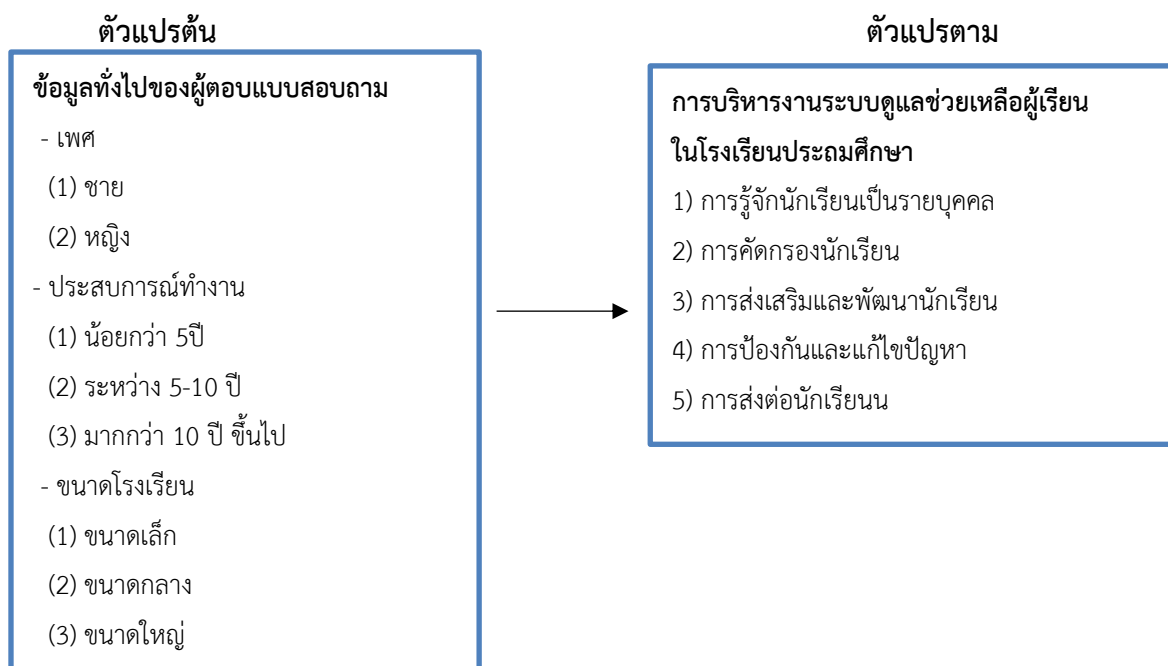 ตัวแปรต้น
ข้อมูลทั่งไปของผู้ตอบแบบสอบถาม
- เพศ
(1) ชาย
(2) หญิง
- ประสบการณ์ทำงาน
(1) น้อยกว่า 5ปี
(2) ระหว่าง 5-10 ปี
(3) มากกว่า 10 ปี ขึ้นไป
- ขนาดโรงเรียน
(1) ขนาดเล็ก
(2) ขนาดกลาง
(3) ขนาดใหญ่
ตัวแปรตาม
การบริหารงานระบบดูแลช่วยเหลือผู้เรียน
ในโรงเรียนประถมศึกษา
1) การรู้จักนักเรียนเป็นรายบุคคล
2) การคัดกรองนักเรียน
3) การส่งเสริมและพัฒนานักเรียน
4) การป้องกันและแก้ไขปัญหา
5) การส่งต่อนักเรียนน